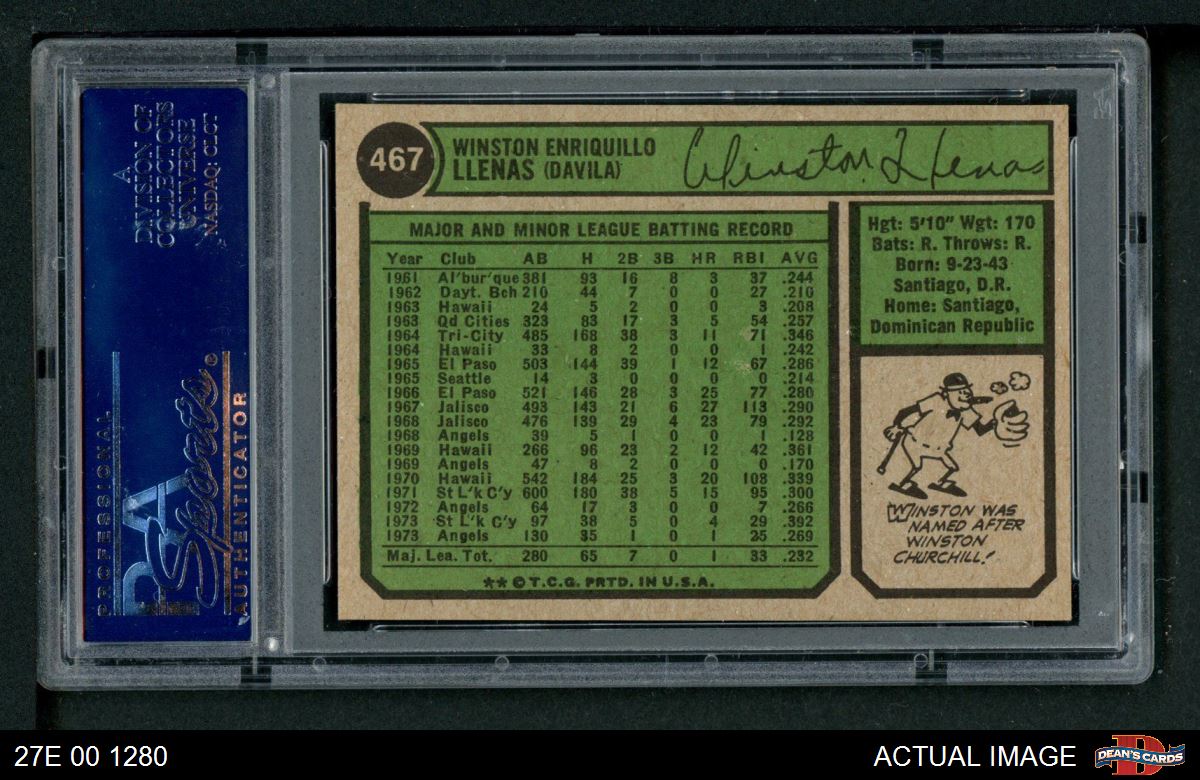 A
DIVISION OF
COLLECTORS
UNIVERSE
NASDAQ: CLCT
PROFESSIONAL
PSA
Sports
AUTHENTICATOR
467
WINSTON ENRIQUILLO
LLENAS (DAVILA)
Winston Llenas
MAJOR AND MINOR LEAGUE BATTING RECORD
Year Club AB H 2B 3B HR RBI AVG
1961 Al'bur'que 381 93 16 8 3 37 .244
1962 Dayt. Bch 210 44 7 0 0 27 .210
1963 Hawaii 24 5 2 0 0 3 .208
1963 Qd Cities 323 83 17 3 5 54 .257
1964 Tri-City 485 168 38 3 11 71 .346
1964 Hawaii 33 8 2 0 0 1 .242
1965 El Paso 503 144 39 1 12 67 .286
1965 Seattle 14 3 0 0 0 0 .214
1966 El Paso 521 146 28 3 25 77 .280
1967 Jalisco 493 143 21 6 27 113 .290
1968 Jalisco 476 139 29 4 23 79 .292
1968 Angels 39 5 1 0 0 1 .128
1969 Hawaii 266 96 23 2 12 42 .361
1969 Angels 47 8 2 0 0 0 .170
1970 Hawaii 542 184 25 3 20 108 .339
1971 St L'k C'y 600 180 38 5 15 95 .300
1972 Angels 64 17 3 0 0 7 .266
1973 St L'k C'y 97 38 5 0 4 29 .392
1973 Angels 130 35 1 0 1 25 .269
Maj. Lea. Tot. 280 65 7 0 1 33 .232
** © T.C.G. PRTD. IN U.S.A.
Hgt: 5'10" Wgt: 170
Bats: R. Throws: R.
Born: 9-23-43
Santiago, D.R.
Home: Santiago,
Dominican Republic
WINSTON WAS
NAMED AFTER
WINSTON
CHURCHILL!
27E 00 1280
ACTUAL IMAGE
DEAN'S CARDS